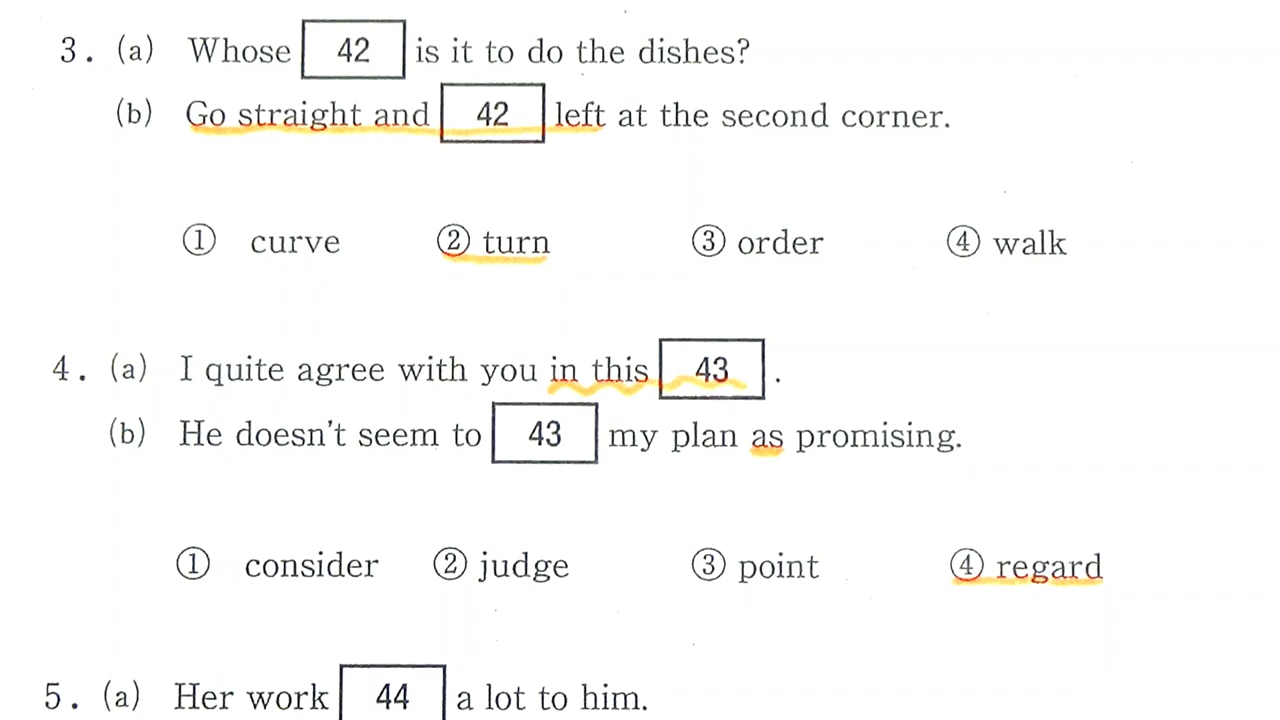 3. (a) Whose 42 is it to do the dishes?
(b) Go straight and 42 left at the second corner.
① curve ② turn ③ order ④ walk
4. (a) I quite agree with you in this 43 .
(b) He doesn't seem to 43 my plan as promising.
① consider ② judge ③ point ④ regard
5. (a) Her work 44 a lot to him.